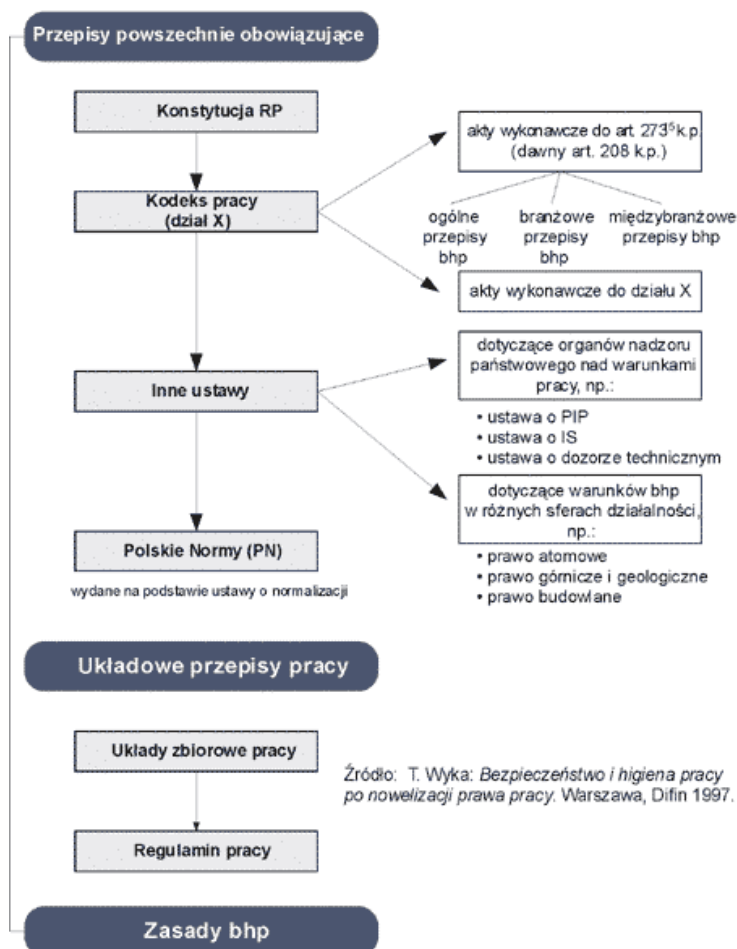 Przepisy powszechnie obowiązujące
Konstytucja RP
Kodeks pracy
(dział X)
akty wykonawcze do art. 273⁵k.p.
(dawny art. 208 k.p.)
ogólne
przepisy
bhp
branżowe
przepisy
bhp
międzybranżowe
przepisy bhp
akty wykonawcze do działu X
Inne ustawy
dotyczące organów nadzoru
państwowego nad warunkami
pracy, np.:
• ustawa o PIP
• ustawa o IS
• ustawa o dozorze technicznym
dotyczące warunków bhp
w różnych sferach działalności,
np.:
• prawo atomowe
• prawo górnicze i geologiczne
• prawo budowlane
Polskie Normy (PN)
wydane na podstawie ustawy o normalizacji
Układowe przepisy pracy
Układy zbiorowe pracy
Regulamin pracy
Źródło: T. Wyka: Bezpieczeństwo i higiena pracy
po nowelizacji prawa pracy. Warszawa, Difin 1997.
Zasady bhp